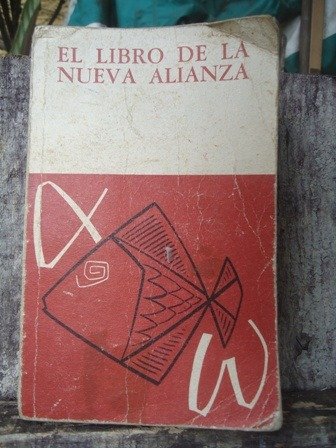 EL LIBRO DE LA
NUEVA ALIANZA
α
ω